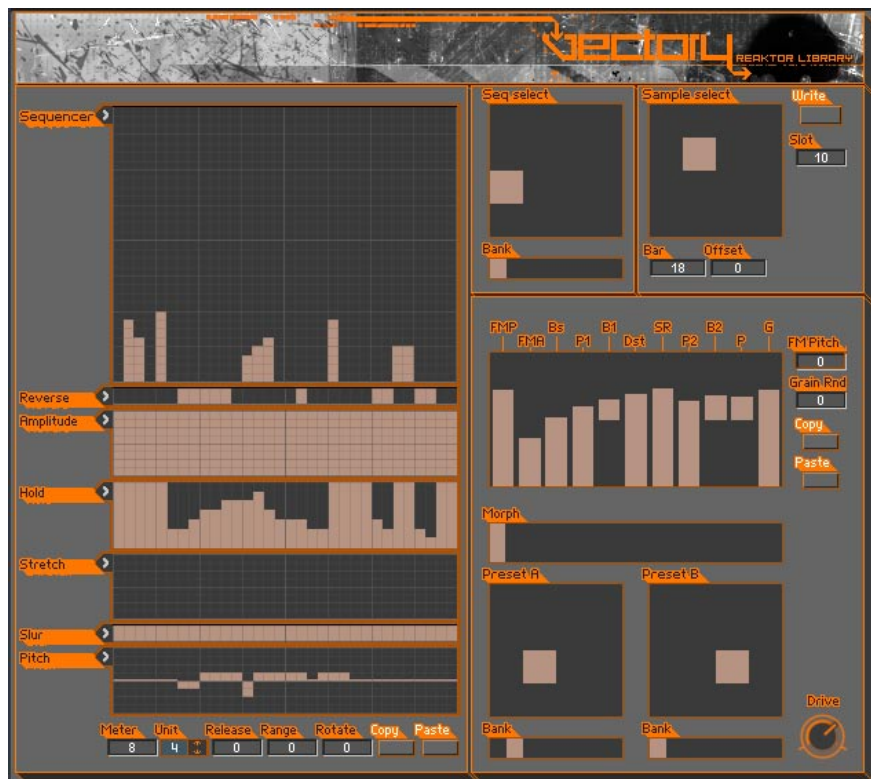 Vectory
REAKTOR LIBRARY
Sequencer
Reverse
Amplitude
Hold
Stretch
Slur
Pitch
Meter Unit Release Range Rotate Copy Paste
8 4 0 0 0
Seq select
Bank
Sample select
Write
Slot
10
Bar Offset
18 0
FMP Bs B1 SR B2 G
FMA P1 Dst P2 P
FM Pitch
0
Grain Rnd
0
Copy
Paste
Morph
Preset A Preset B
Drive
Bank Bank